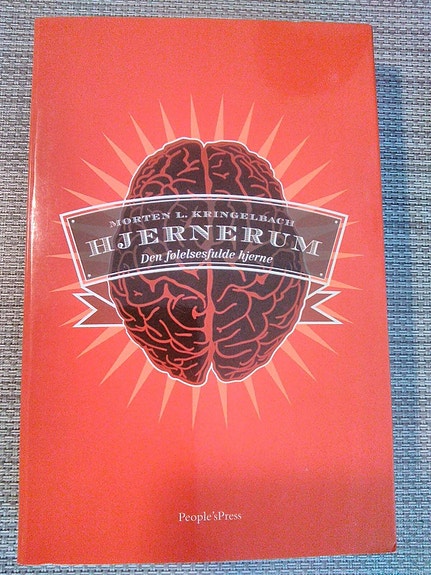 MORTEN L. KRINGELBACH
HJERNERUM
Den følelsesfulde hjerne
People'sPress